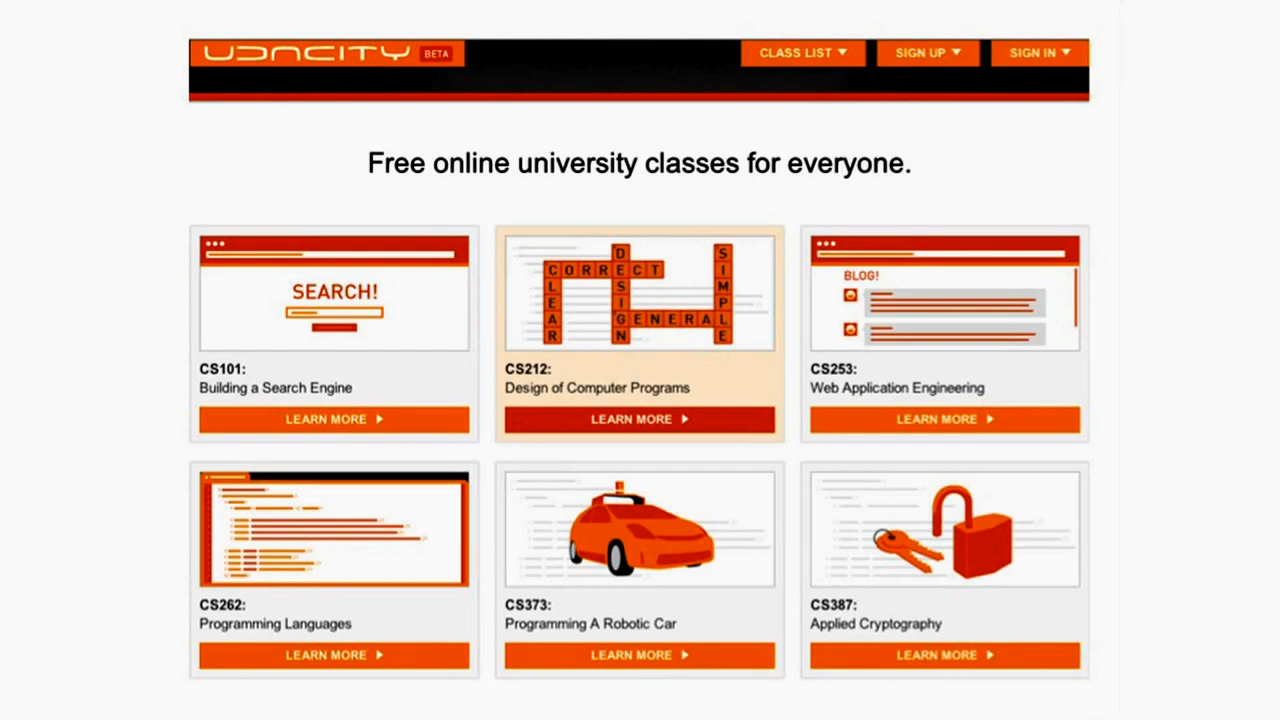 UDACITY BETA CLASS LIST SIGN UP SIGN IN
Free online university classes for everyone.
SEARCH!
CORRECT
CLEAR
DESIGN
GENERAL
SIMPLE
BLOG!
CS101:
Building a Search Engine
LEARN MORE
CS212:
Design of Computer Programs
LEARN MORE
CS253:
Web Application Engineering
LEARN MORE
CS262:
Programming Languages
LEARN MORE
CS373:
Programming A Robotic Car
LEARN MORE
CS387:
Applied Cryptography
LEARN MORE